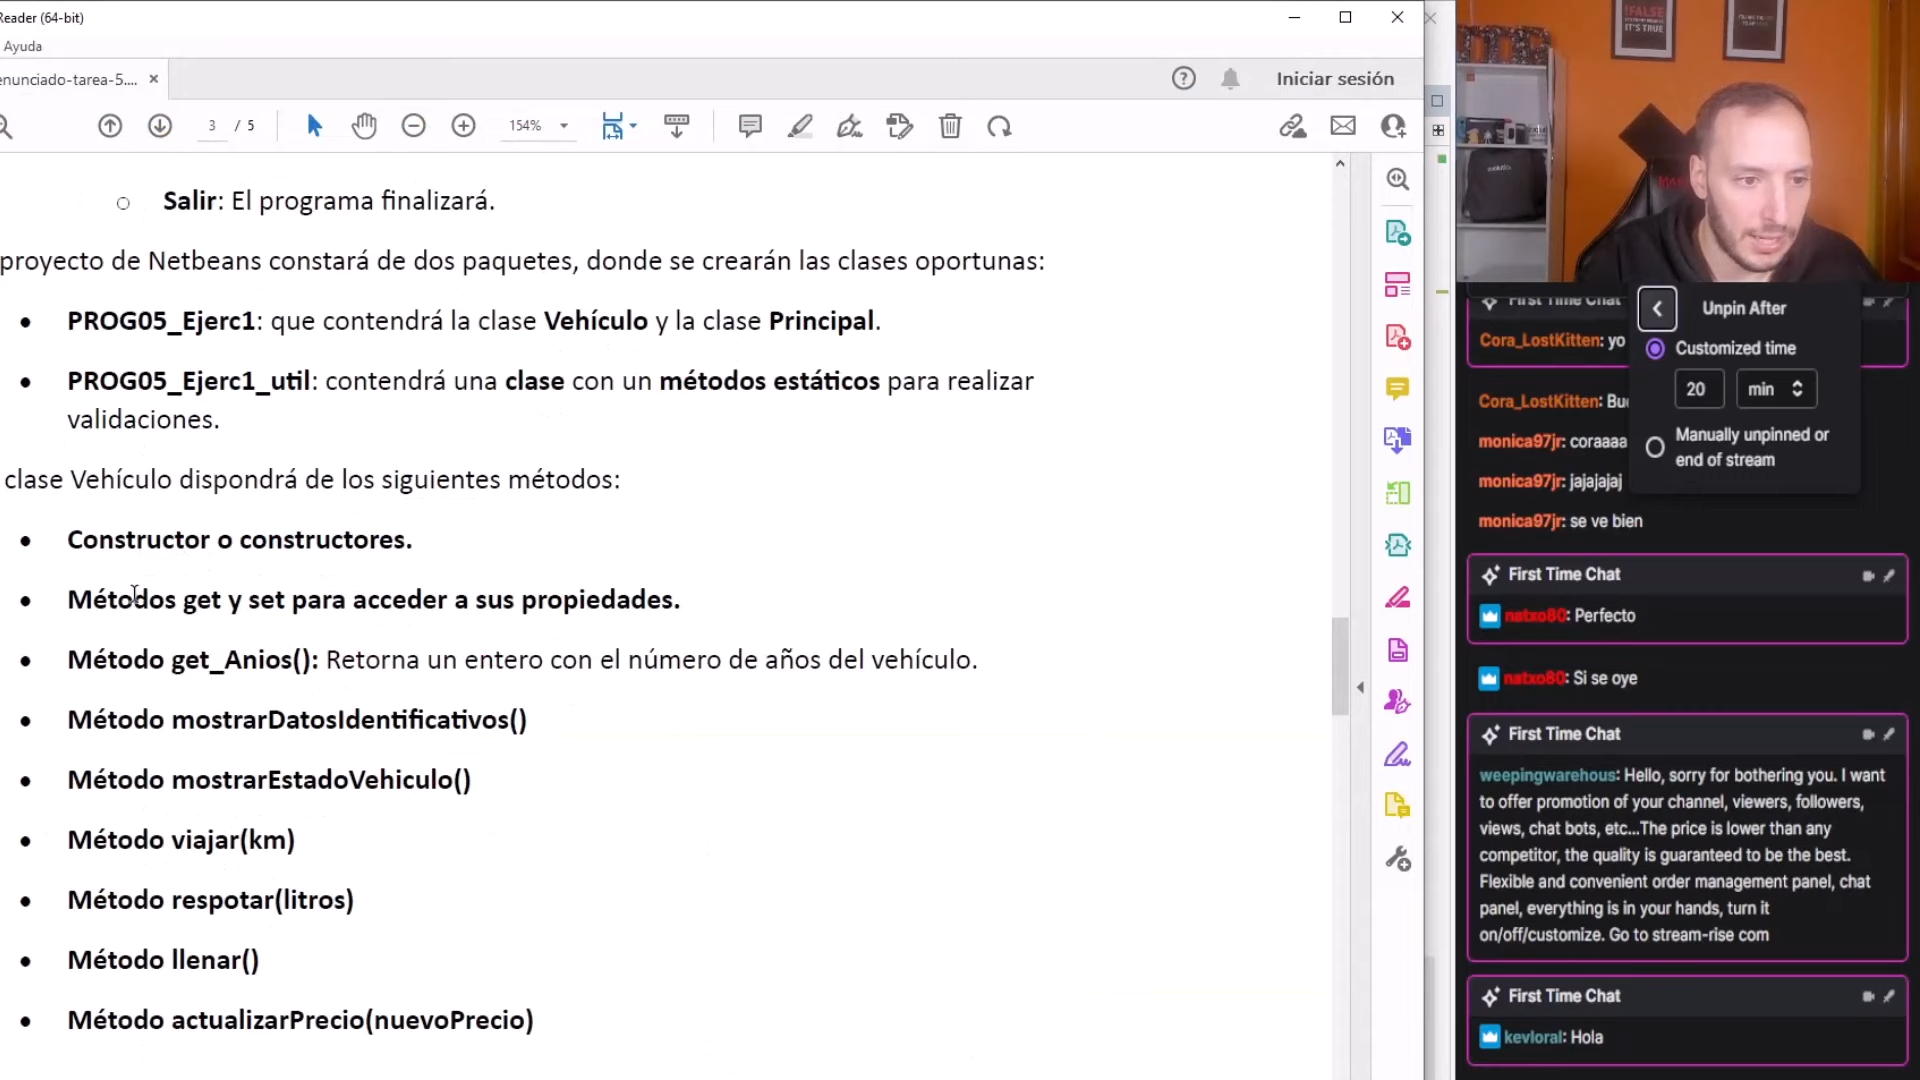 Reader (64-bit)
Ayuda
enunciado-tarea-5....
Iniciar sesión
3 / 5
154%
Salir: El programa finalizará.
proyecto de Netbeans constará de dos paquetes, donde se crearán las clases oportunas:
PROG05_Ejerc1: que contendrá la clase Vehículo y la clase Principal.
PROG05_Ejerc1_util: contendrá una clase con un métodos estáticos para realizar
validaciones.
clase Vehículo dispondrá de los siguientes métodos:
Constructor o constructores.
Métodos get y set para acceder a sus propiedades.
Método get_Anios(): Retorna un entero con el número de años del vehículo.
Método mostrarDatosIdentificativos()
Método mostrarEstadoVehiculo()
Método viajar(km)
Método respotar(litros)
Método llenar()
Método actualizarPrecio(nuevoPrecio)
!FALSE
IT'S TRUE
First Time Chat
Cora_LostKitten: yo
Unpin After
Customized time
20 min
Manually unpinned or
end of stream
Cora_LostKitten: Bu
monica97jr: coraaaa
monica97jr: jajajajaj
monica97jr: se ve bien
First Time Chat
natxo80: Perfecto
natxo80: Si se oye
First Time Chat
weepingwarehous: Hello, sorry for bothering you. I want
to offer promotion of your channel, viewers, followers,
views, chat bots, etc...The price is lower than any
competitor, the quality is guaranteed to be the best.
Flexible and convenient order management panel, chat
panel, everything is in your hands, turn it
on/off/customize. Go to stream-rise com
First Time Chat
kevloral: Hola